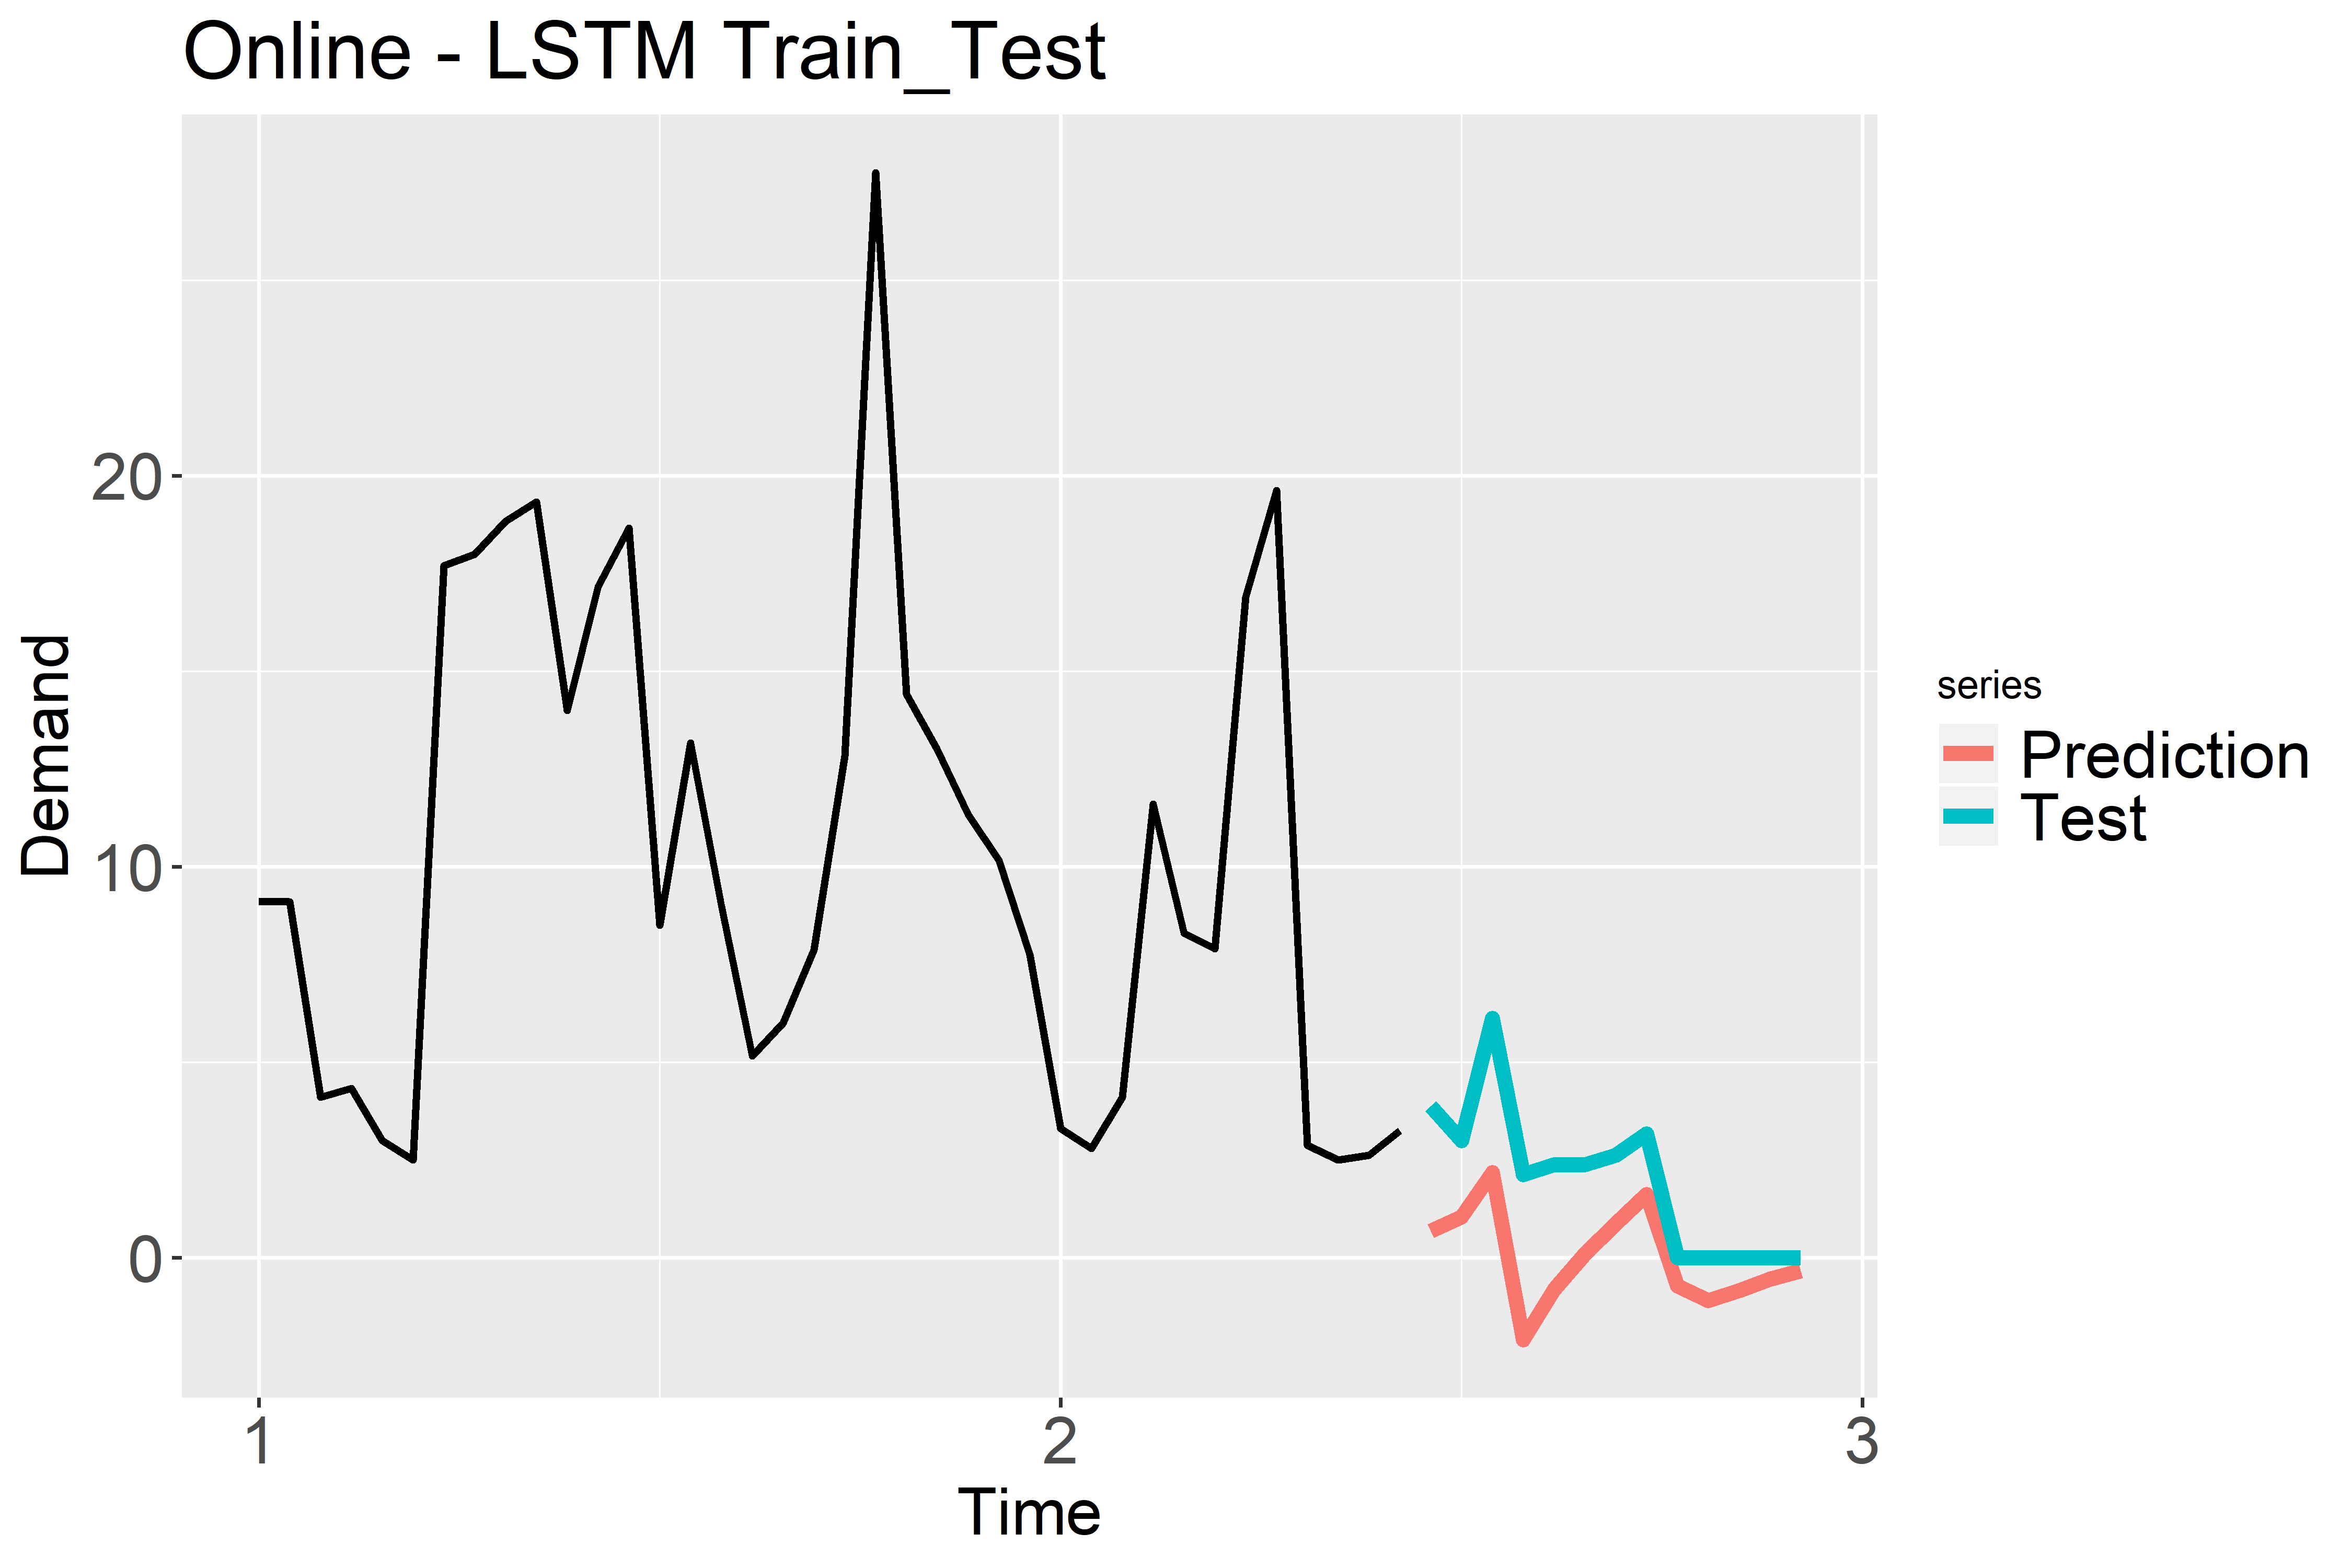 Online - LSTM Train_Test
Demand
20
10
0
1
2
3
Time
series
Prediction
Test